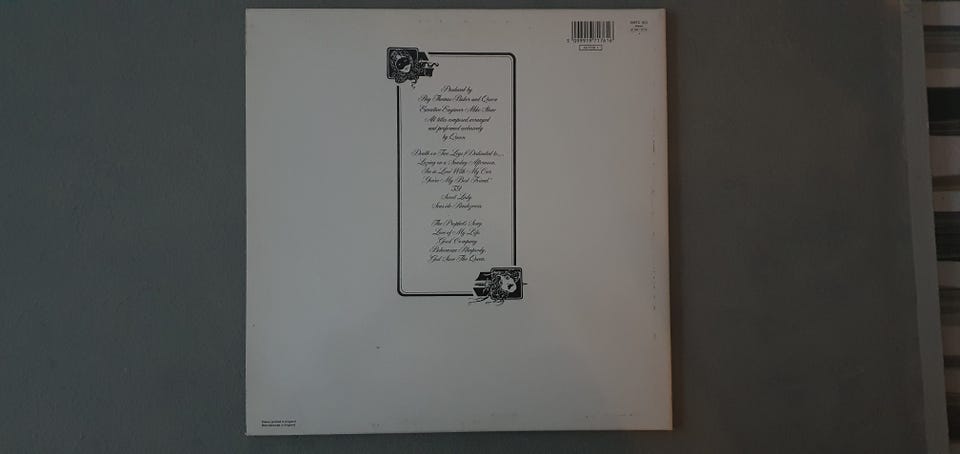 Produced by
Roy Thomas Baker and Queen
Executive Engineer Mike Stone
All titles composed, arranged
and performed exclusively
by Queen
Death on Two Legs (Dedicated to....
Lazing on a Sunday Afternoon.
I'm in Love With My Car.
You're My Best Friend.
'39
Sweet Lady.
Seaside Rendezvous.
The Prophet's Song
Love of My Life
Good Company
Bohemian Rhapsody.
God Save The Queen.